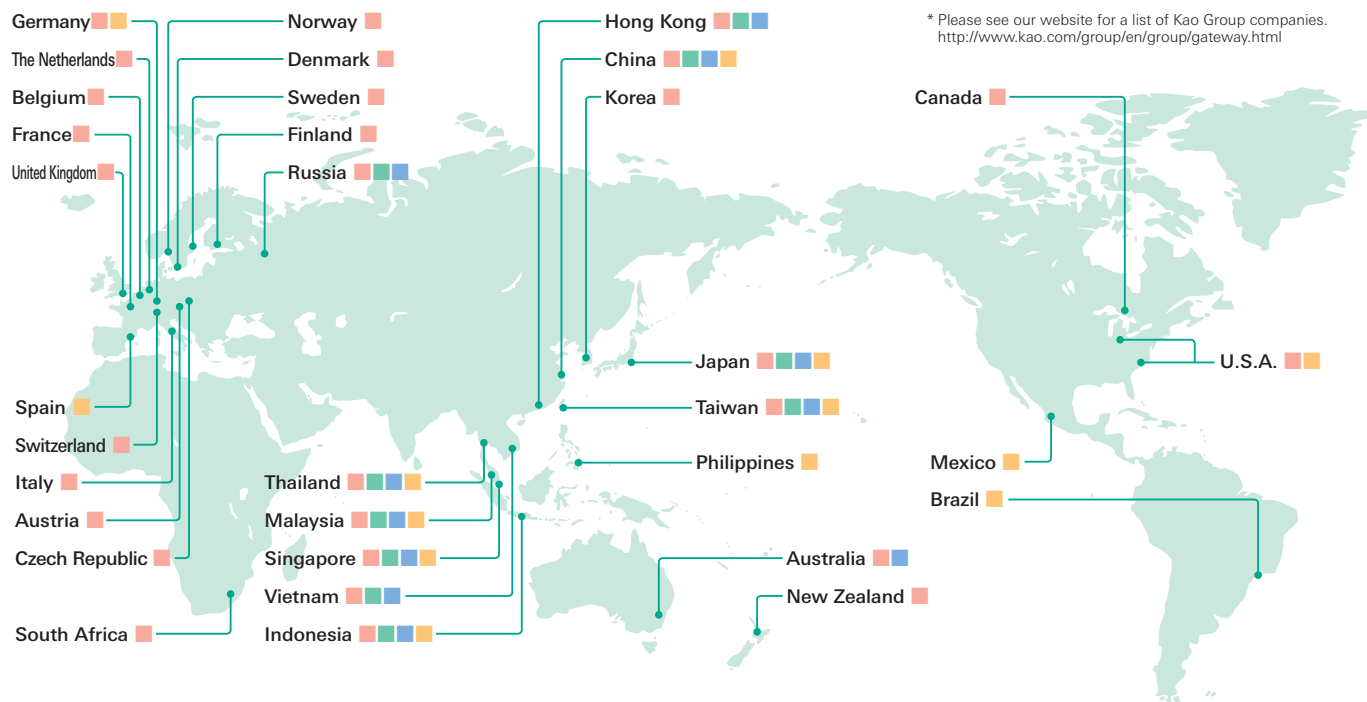 Germany
The Netherlands
Belgium
France
United Kingdom
Norway
Denmark
Sweden
Finland
Russia
Hong Kong
China
Korea
* Please see our website for a list of Kao Group companies.
http://www.kao.com/group/en/group/gateway.html
Canada
Japan
Taiwan
Philippines
U.S.A.
Mexico
Brazil
Spain
Switzerland
Italy
Austria
Czech Republic
South Africa
Thailand
Malaysia
Singapore
Vietnam
Indonesia
Australia
New Zealand